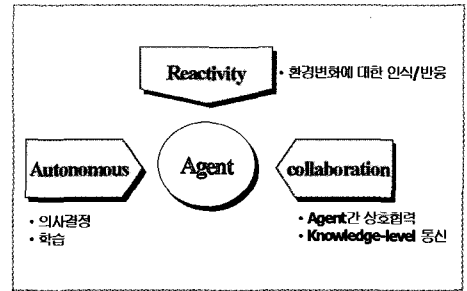 Reactivity
· 환경변화에 대한 인식/반응
Autonomous
Agent
collaboration
· 의사결정
· 학습
· Agent간 상호협력
· Knowledge-level 통신